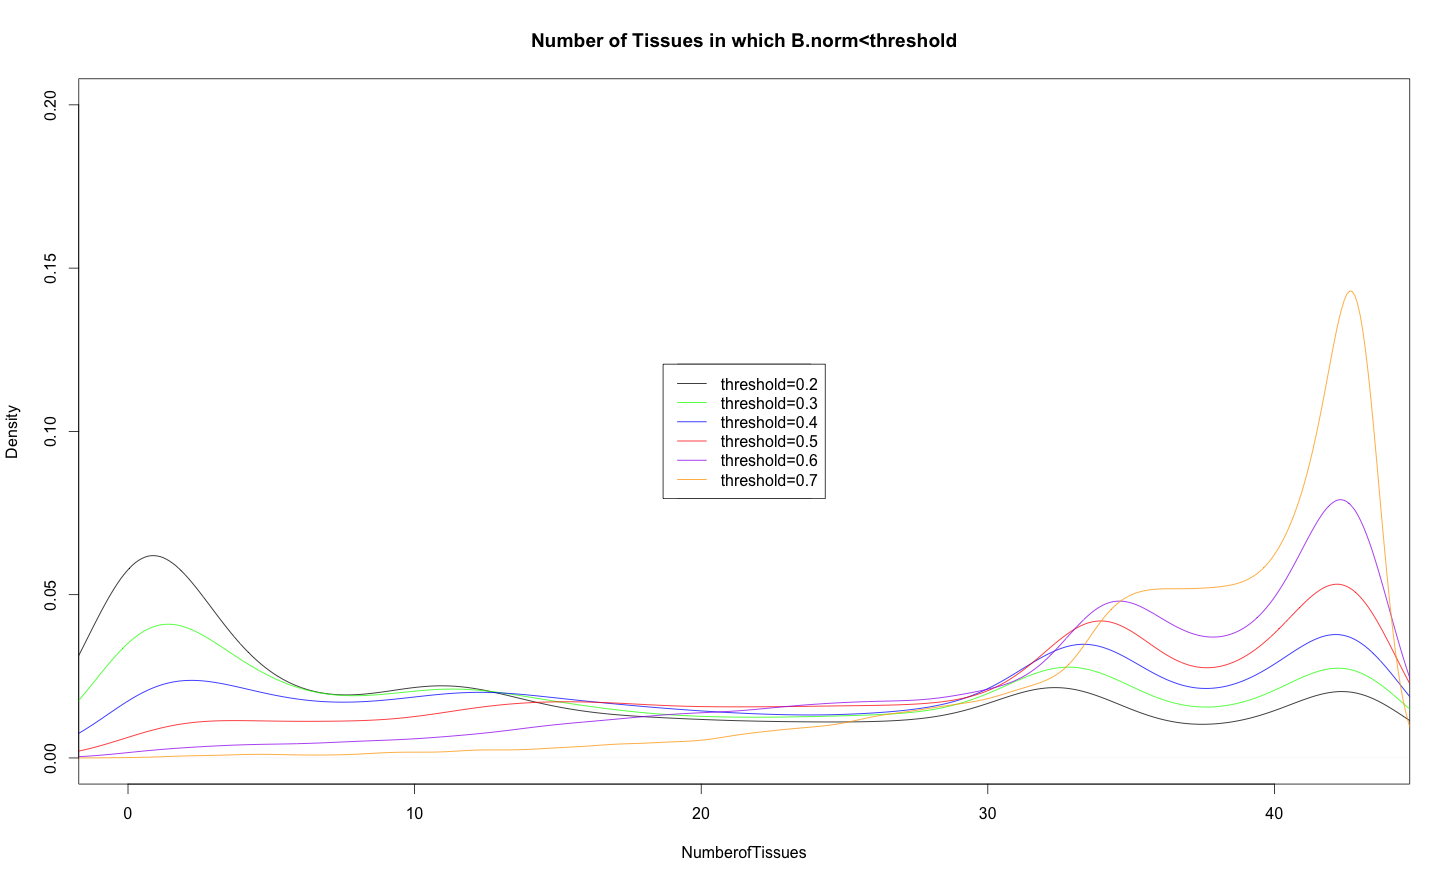 Number of Tissues in which B.norm<threshold
Density
0.20
0.15
0.10
0.05
0.00
threshold=0.2
threshold=0.3
threshold=0.4
threshold=0.5
threshold=0.6
threshold=0.7
0 10 20 30 40
NumberofTissues